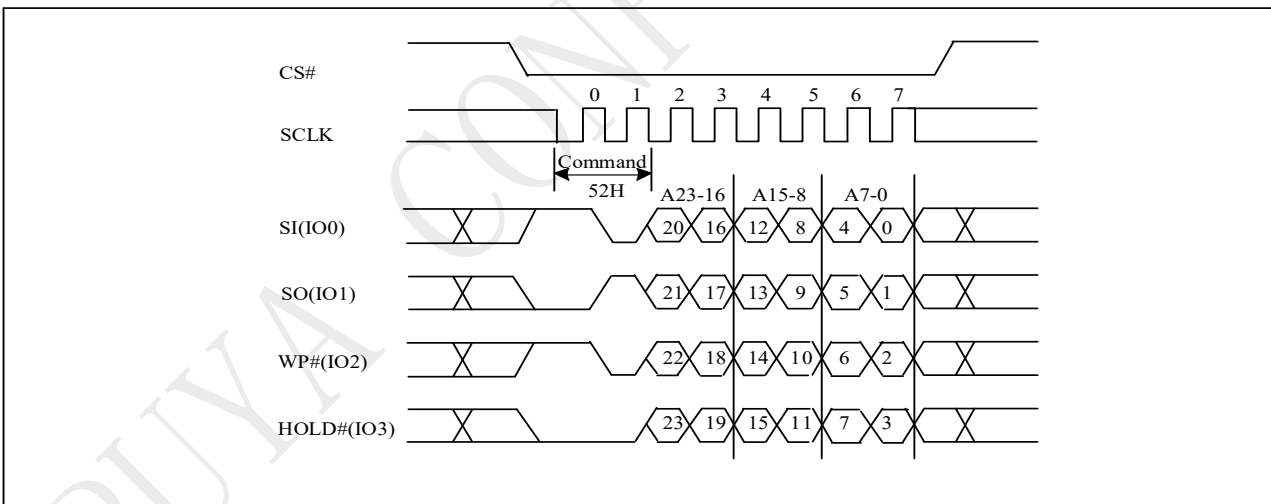 PUYA CONF
CS#
0 1 2 3 4 5 6 7
SCLK
Command
52H
A23-16 A15-8 A7-0
SI(IO0) 20 16 12 8 4 0
SO(IO1) 21 17 13 9 5 1
WP#(IO2) 22 18 14 10 6 2
HOLD#(IO3) 23 19 15 11 7 3